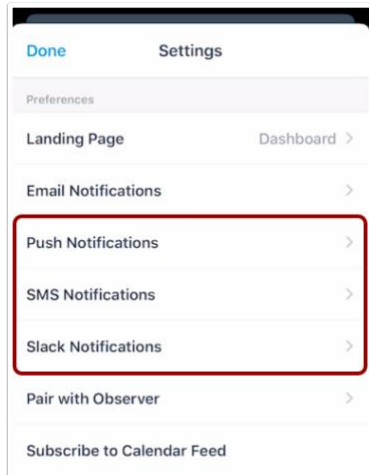 Done Settings
Preferences
Landing Page Dashboard
Email Notifications
Push Notifications
SMS Notifications
Slack Notifications
Pair with Observer
Subscribe to Calendar Feed